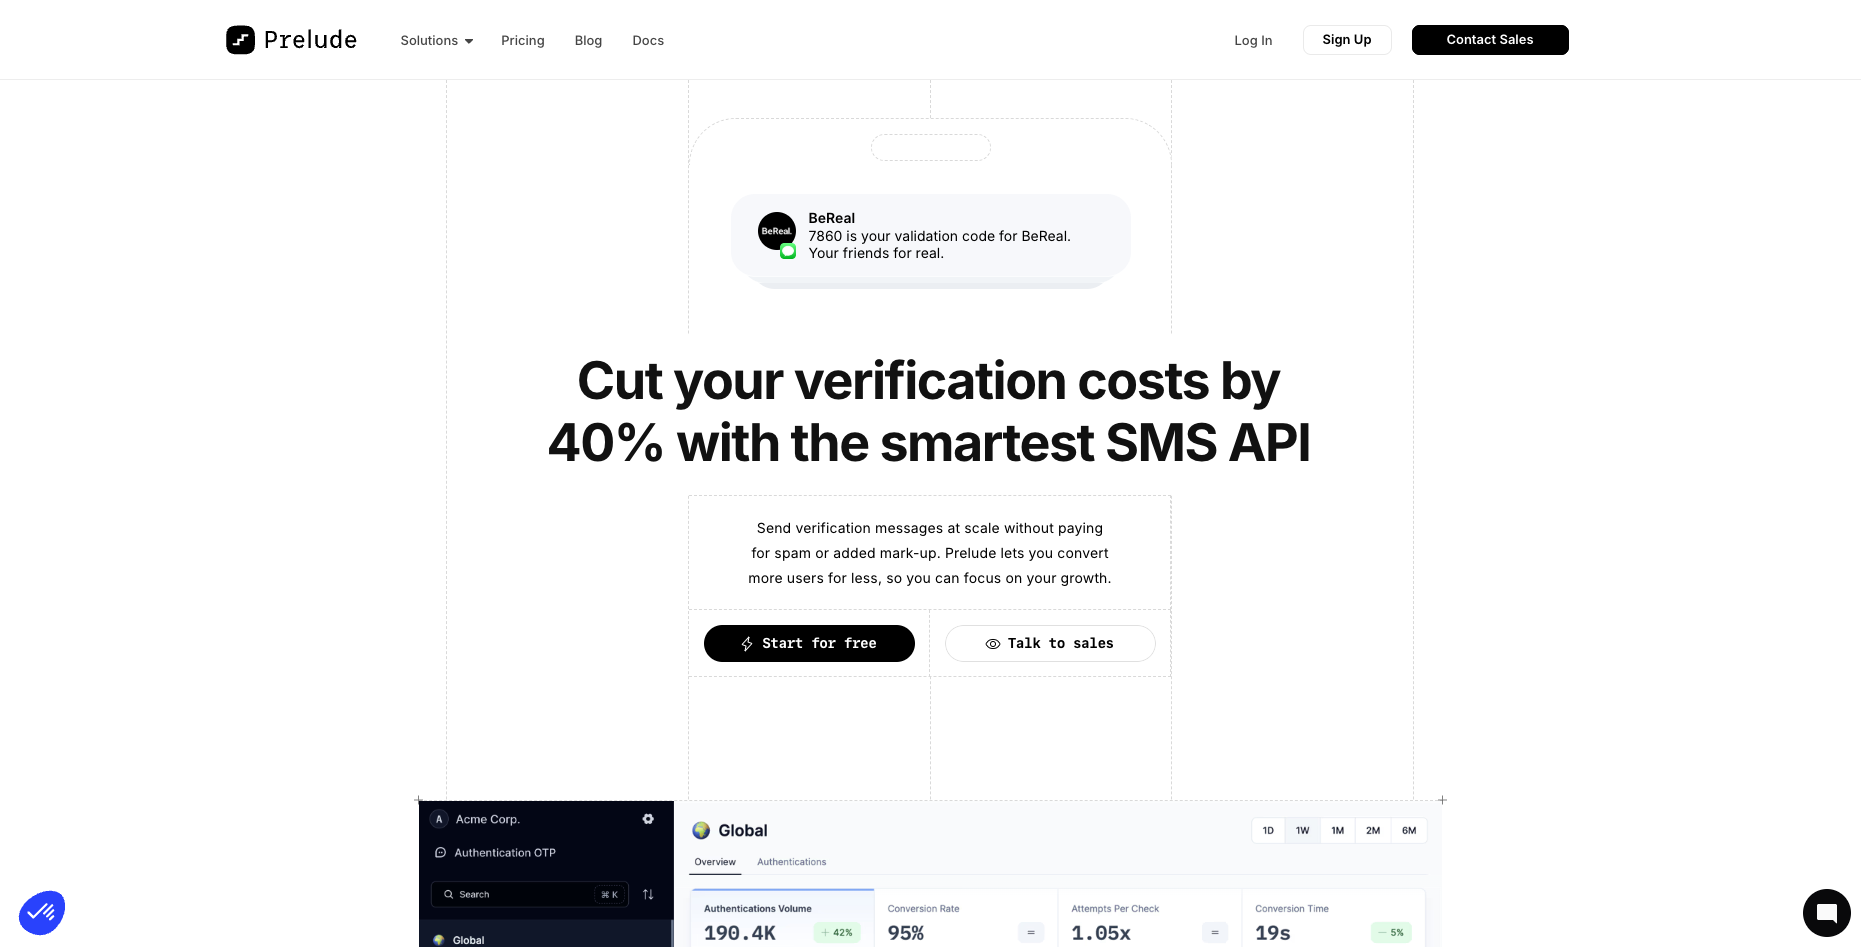 Prelude
Solutions
Pricing
Blog
Docs
Log In
Sign Up
Contact Sales
BeReal.
BeReal
7860 is your validation code for BeReal.
Your friends for real.
Cut your verification costs by
40% with the smartest SMS API
Send verification messages at scale without paying
for spam or added mark-up. Prelude lets you convert
more users for less, so you can focus on your growth.
Start for free
Talk to sales
A Acme Corp.
Authentication OTP
Search ⌘ K
Global
Global
1D 1W 1M 2M 6M
Overview Authentications
Authentications Volume
190.4K + 42%
Conversion Rate
95% =
Attempts Per Check
1.05x =
Conversion Time
19s — 5%